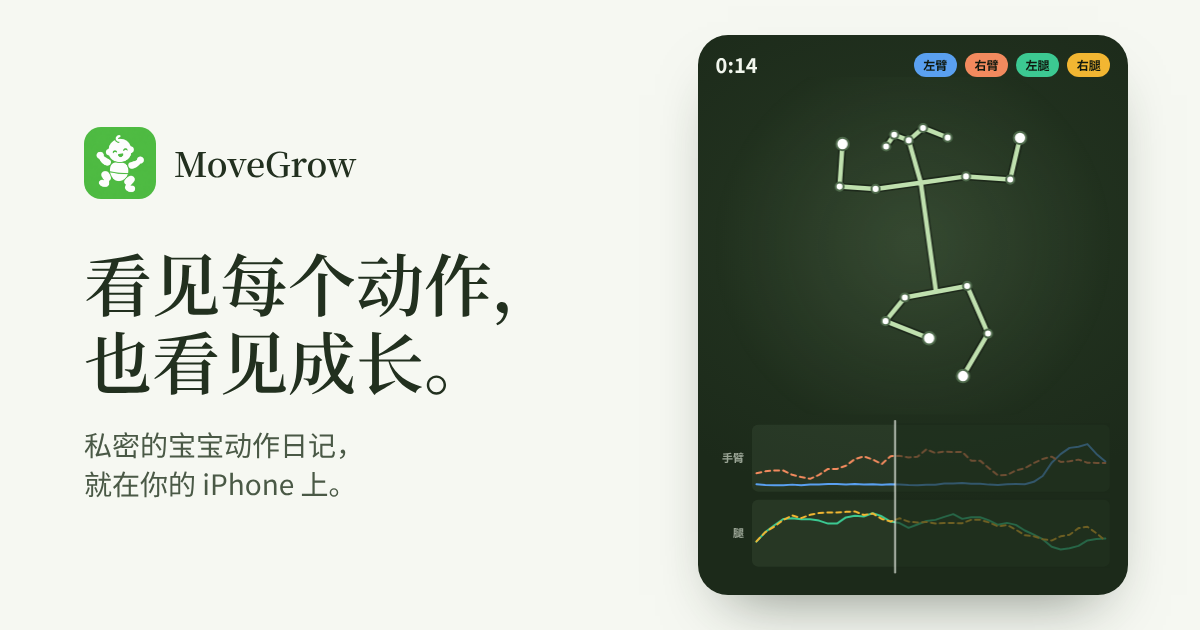 MoveGrow
看见每个动作，
也看见成长。
私密的宝宝动作日记，
就在你的 iPhone 上。
0:14
左臂 右臂 左腿 右腿
手臂
腿